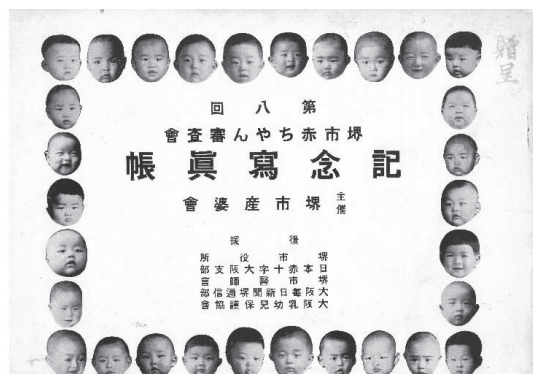 贈呈
第八回
堺市赤ちやん審査會
記念寫眞帳
主催 堺市産婆會
後援
堺市役所
日本赤十字大阪支部
堺市醫師會
大阪毎日新聞堺通信部
大阪乳幼兒保護協會